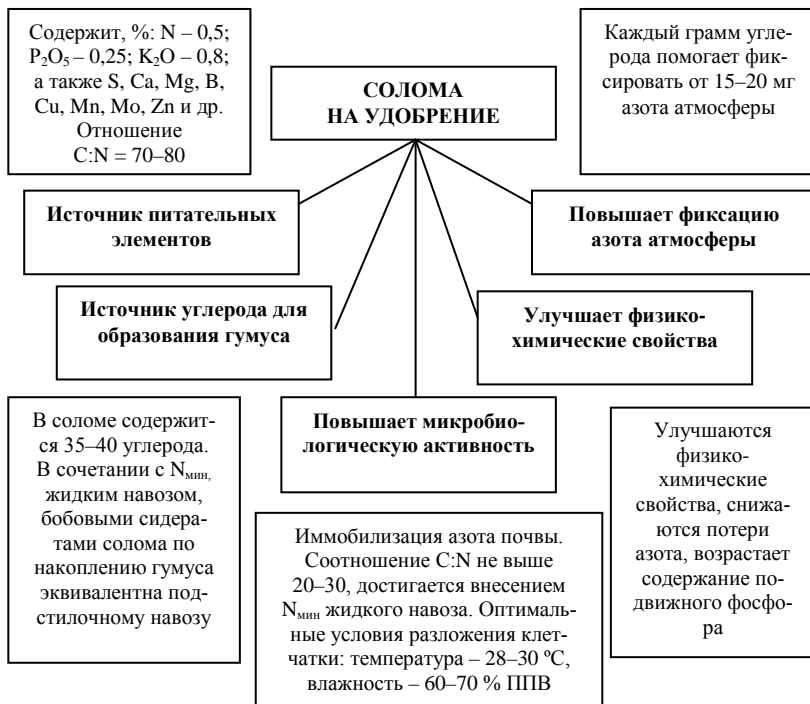 Содержит, %: N – 0,5;
P₂O₅ – 0,25; K₂O – 0,8;
а также S, Ca, Mg, B,
Cu, Mn, Mo, Zn и др.
Отношение
C:N = 70–80
СОЛОМА
НА УДОБРЕНИЕ
Каждый грамм угле-
рода помогает фик-
сировать от 15–20 мг
азота атмосферы
Источник питательных
элементов
Повышает фиксацию
азота атмосферы
Источник углерода для
образования гумуса
Улучшает физико-
химические свойства
Повышает микробио-
логическую активность
В соломе содержит-
ся 35–40 углерода.
В сочетании с Nмин,
жидким навозом,
бобовыми сидера-
тами солома по
накоплению гумуса
эквивалентна под-
стилочному навозу
Иммобилизация азота почвы.
Соотношение C:N не выше
20–30, достигается внесением
Nмин жидкого навоза. Оптималь-
ные условия разложения клет-
чатки: температура – 28–30 ºС,
влажность – 60–70 % ППВ
Улучшаются
физико-
химические
свойства, снижа-
ются потери
азота, возрастает
содержание по-
движного фосфо-
ра